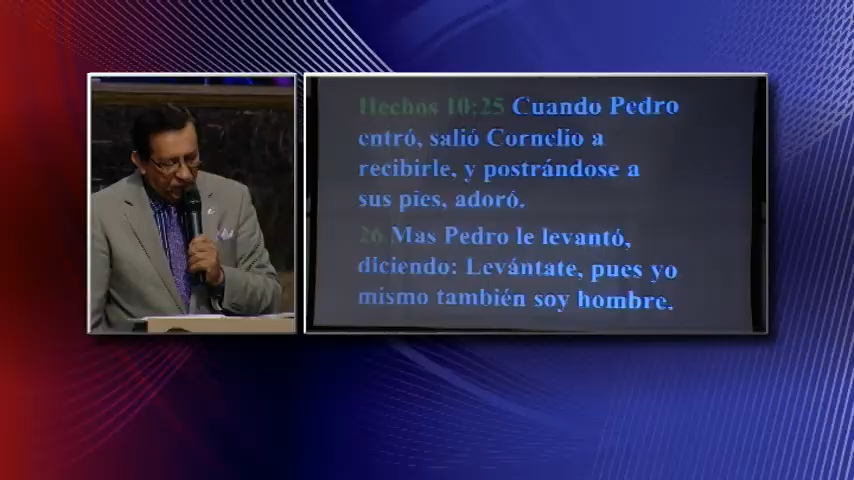 Hechos 10:25 Cuando Pedro
entró, salió Cornelio a
recibirle, y postrándose a
sus pies, adoró.
26 Mas Pedro le levantó,
diciendo: Levántate, pues yo
mismo también soy hombre.